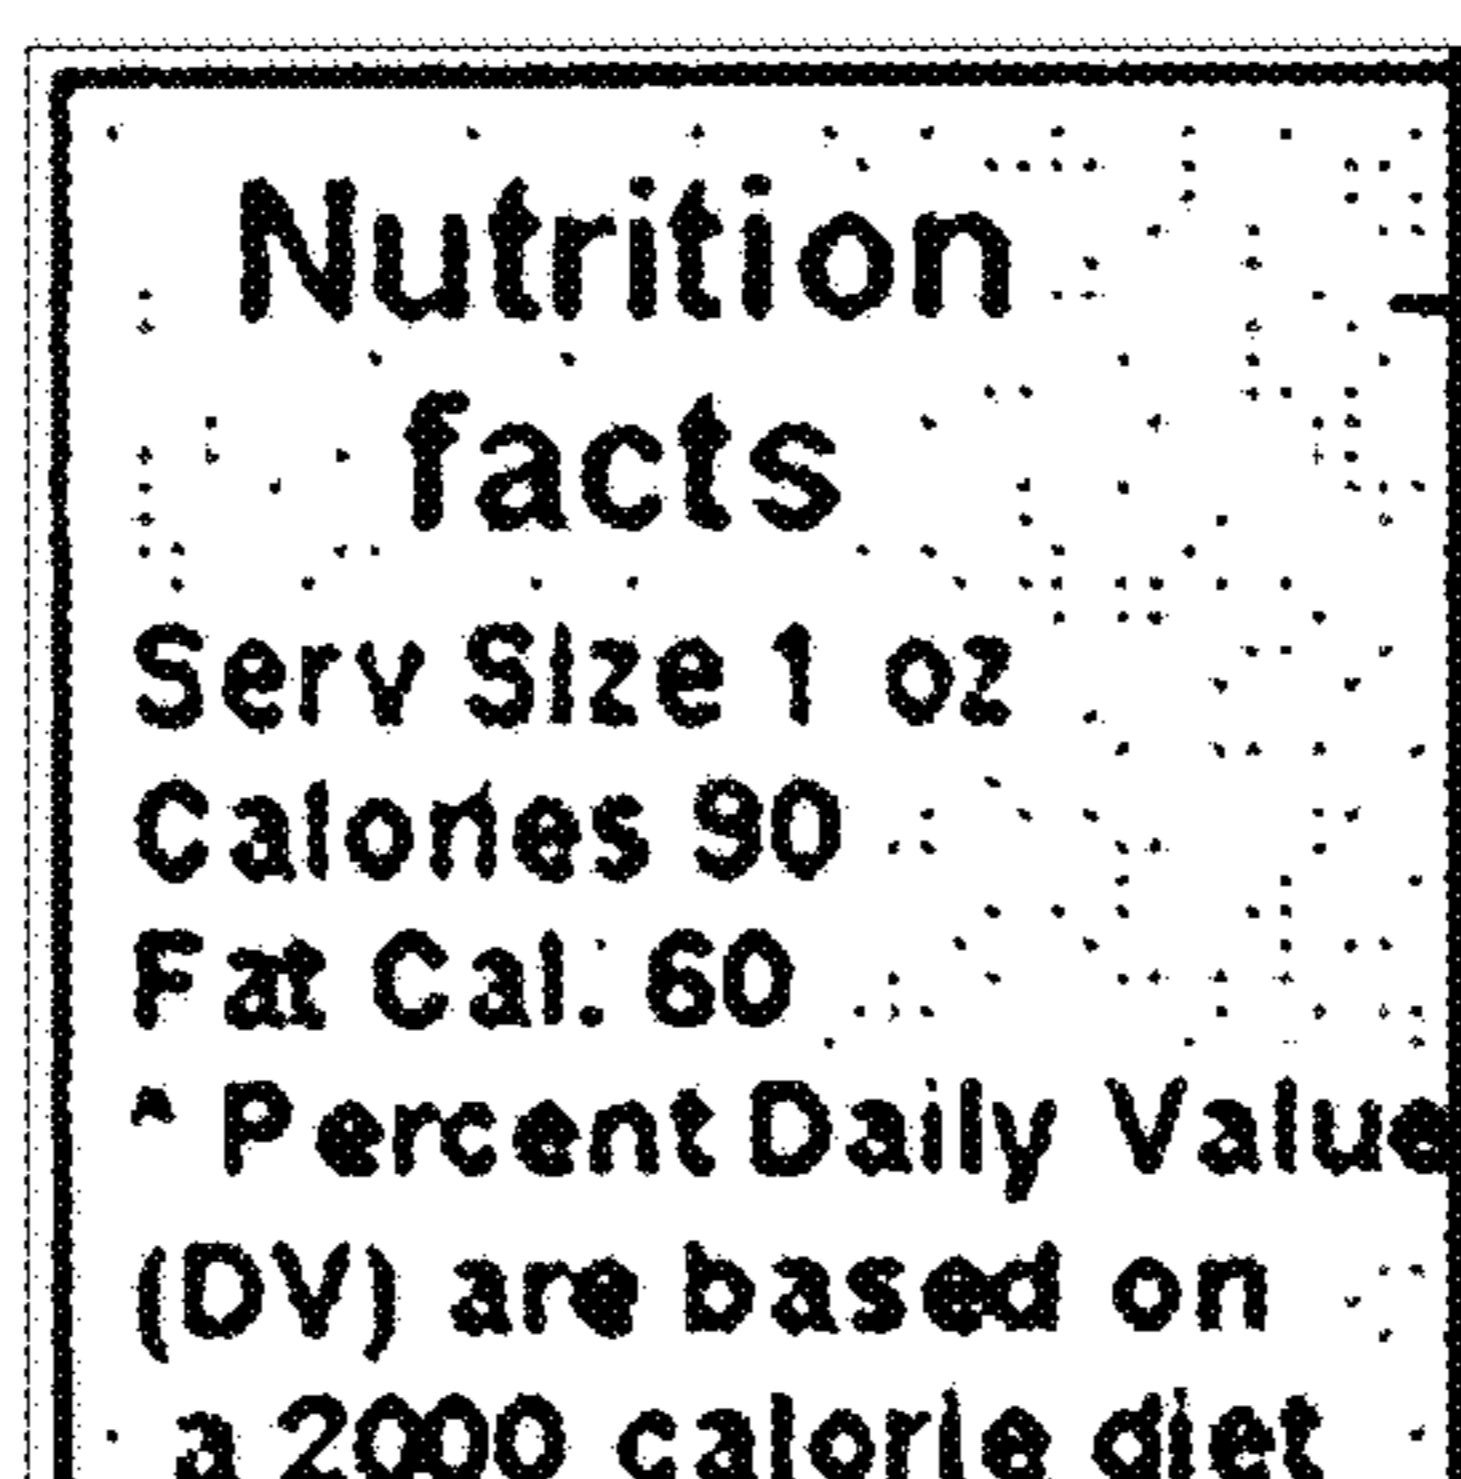 Nutrition
facts
Serv Size 1 oz
Calories 90
Fat Cal. 60
* Percent Daily Value
(DV) are based on
a 2000 calorie diet